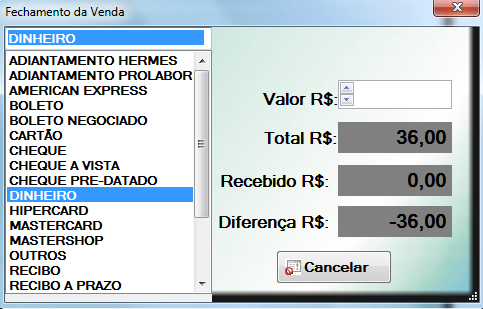 Fechamento da Venda
DINHEIRO
ADIANTAMENTO HERMES
ADIANTAMENTO PROLABOR
AMERICAN EXPRESS
BOLETO
BOLETO NEGOCIADO
CARTÃO
CHEQUE
CHEQUE A VISTA
CHEQUE PRE-DATADO
DINHEIRO
HIPERCARD
MASTERCARD
MASTERSHOP
OUTROS
RECIBO
RECIBO A PRAZO
Valor R$:
Total R$: 36,00
Recebido R$: 0,00
Diferença R$: -36,00
Cancelar